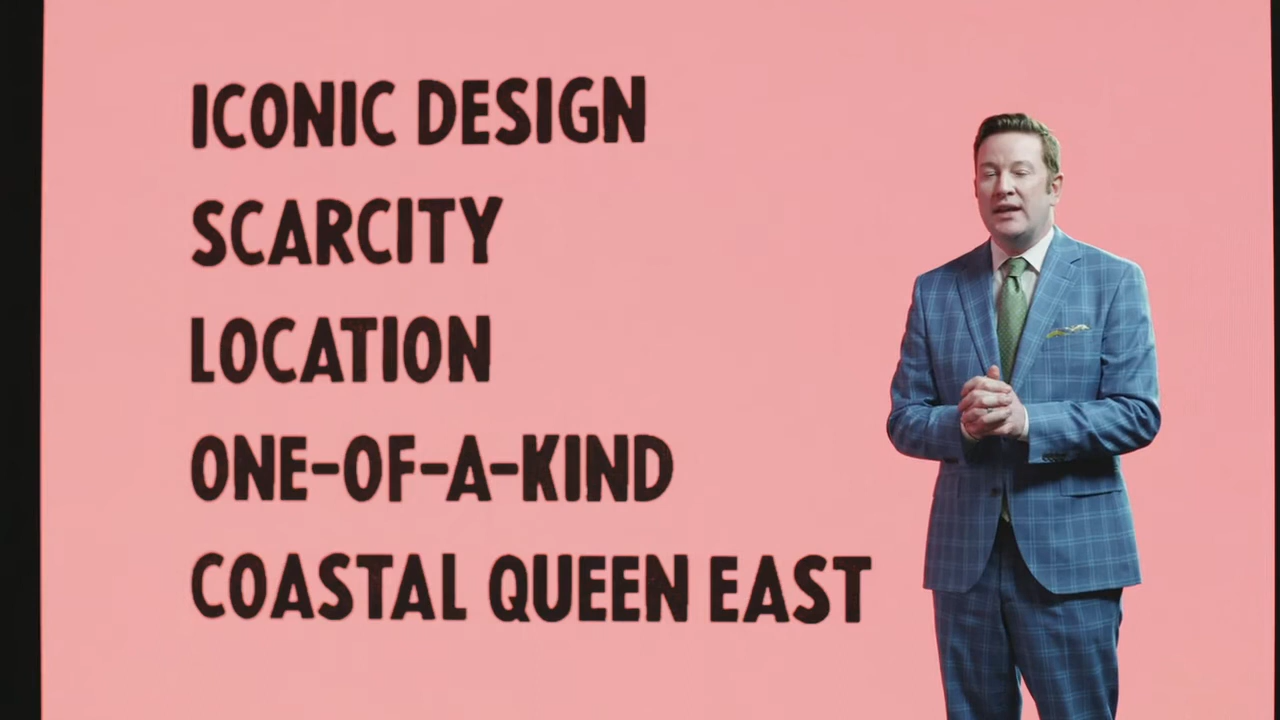 ICONIC DESIGN
SCARCITY
LOCATION
ONE-OF-A-KIND
COASTAL QUEEN EAST